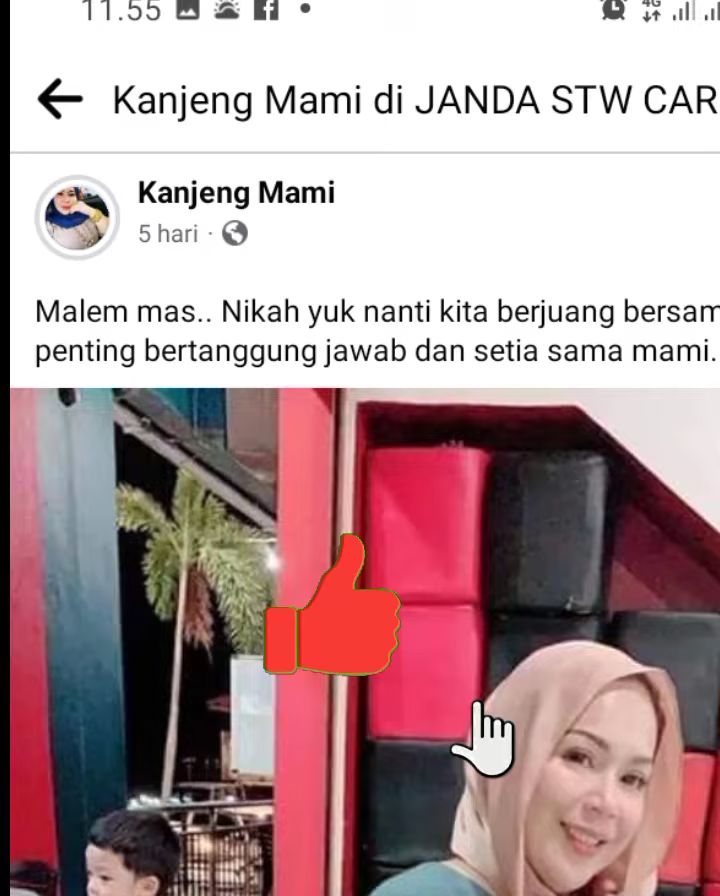 11.55
4G
Kanjeng Mami di JANDA STW CAR
Kanjeng Mami
5 hari ·
Malem mas.. Nikah yuk nanti kita berjuang bersam
penting bertanggung jawab dan setia sama mami.